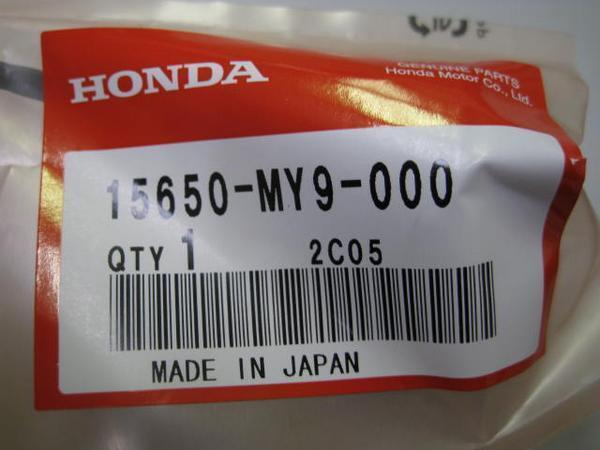 HONDA
GENUINE PARTS
Honda Motor Co., Ltd.
15650-MY9-000
QTY 1 2C05
MADE IN JAPAN